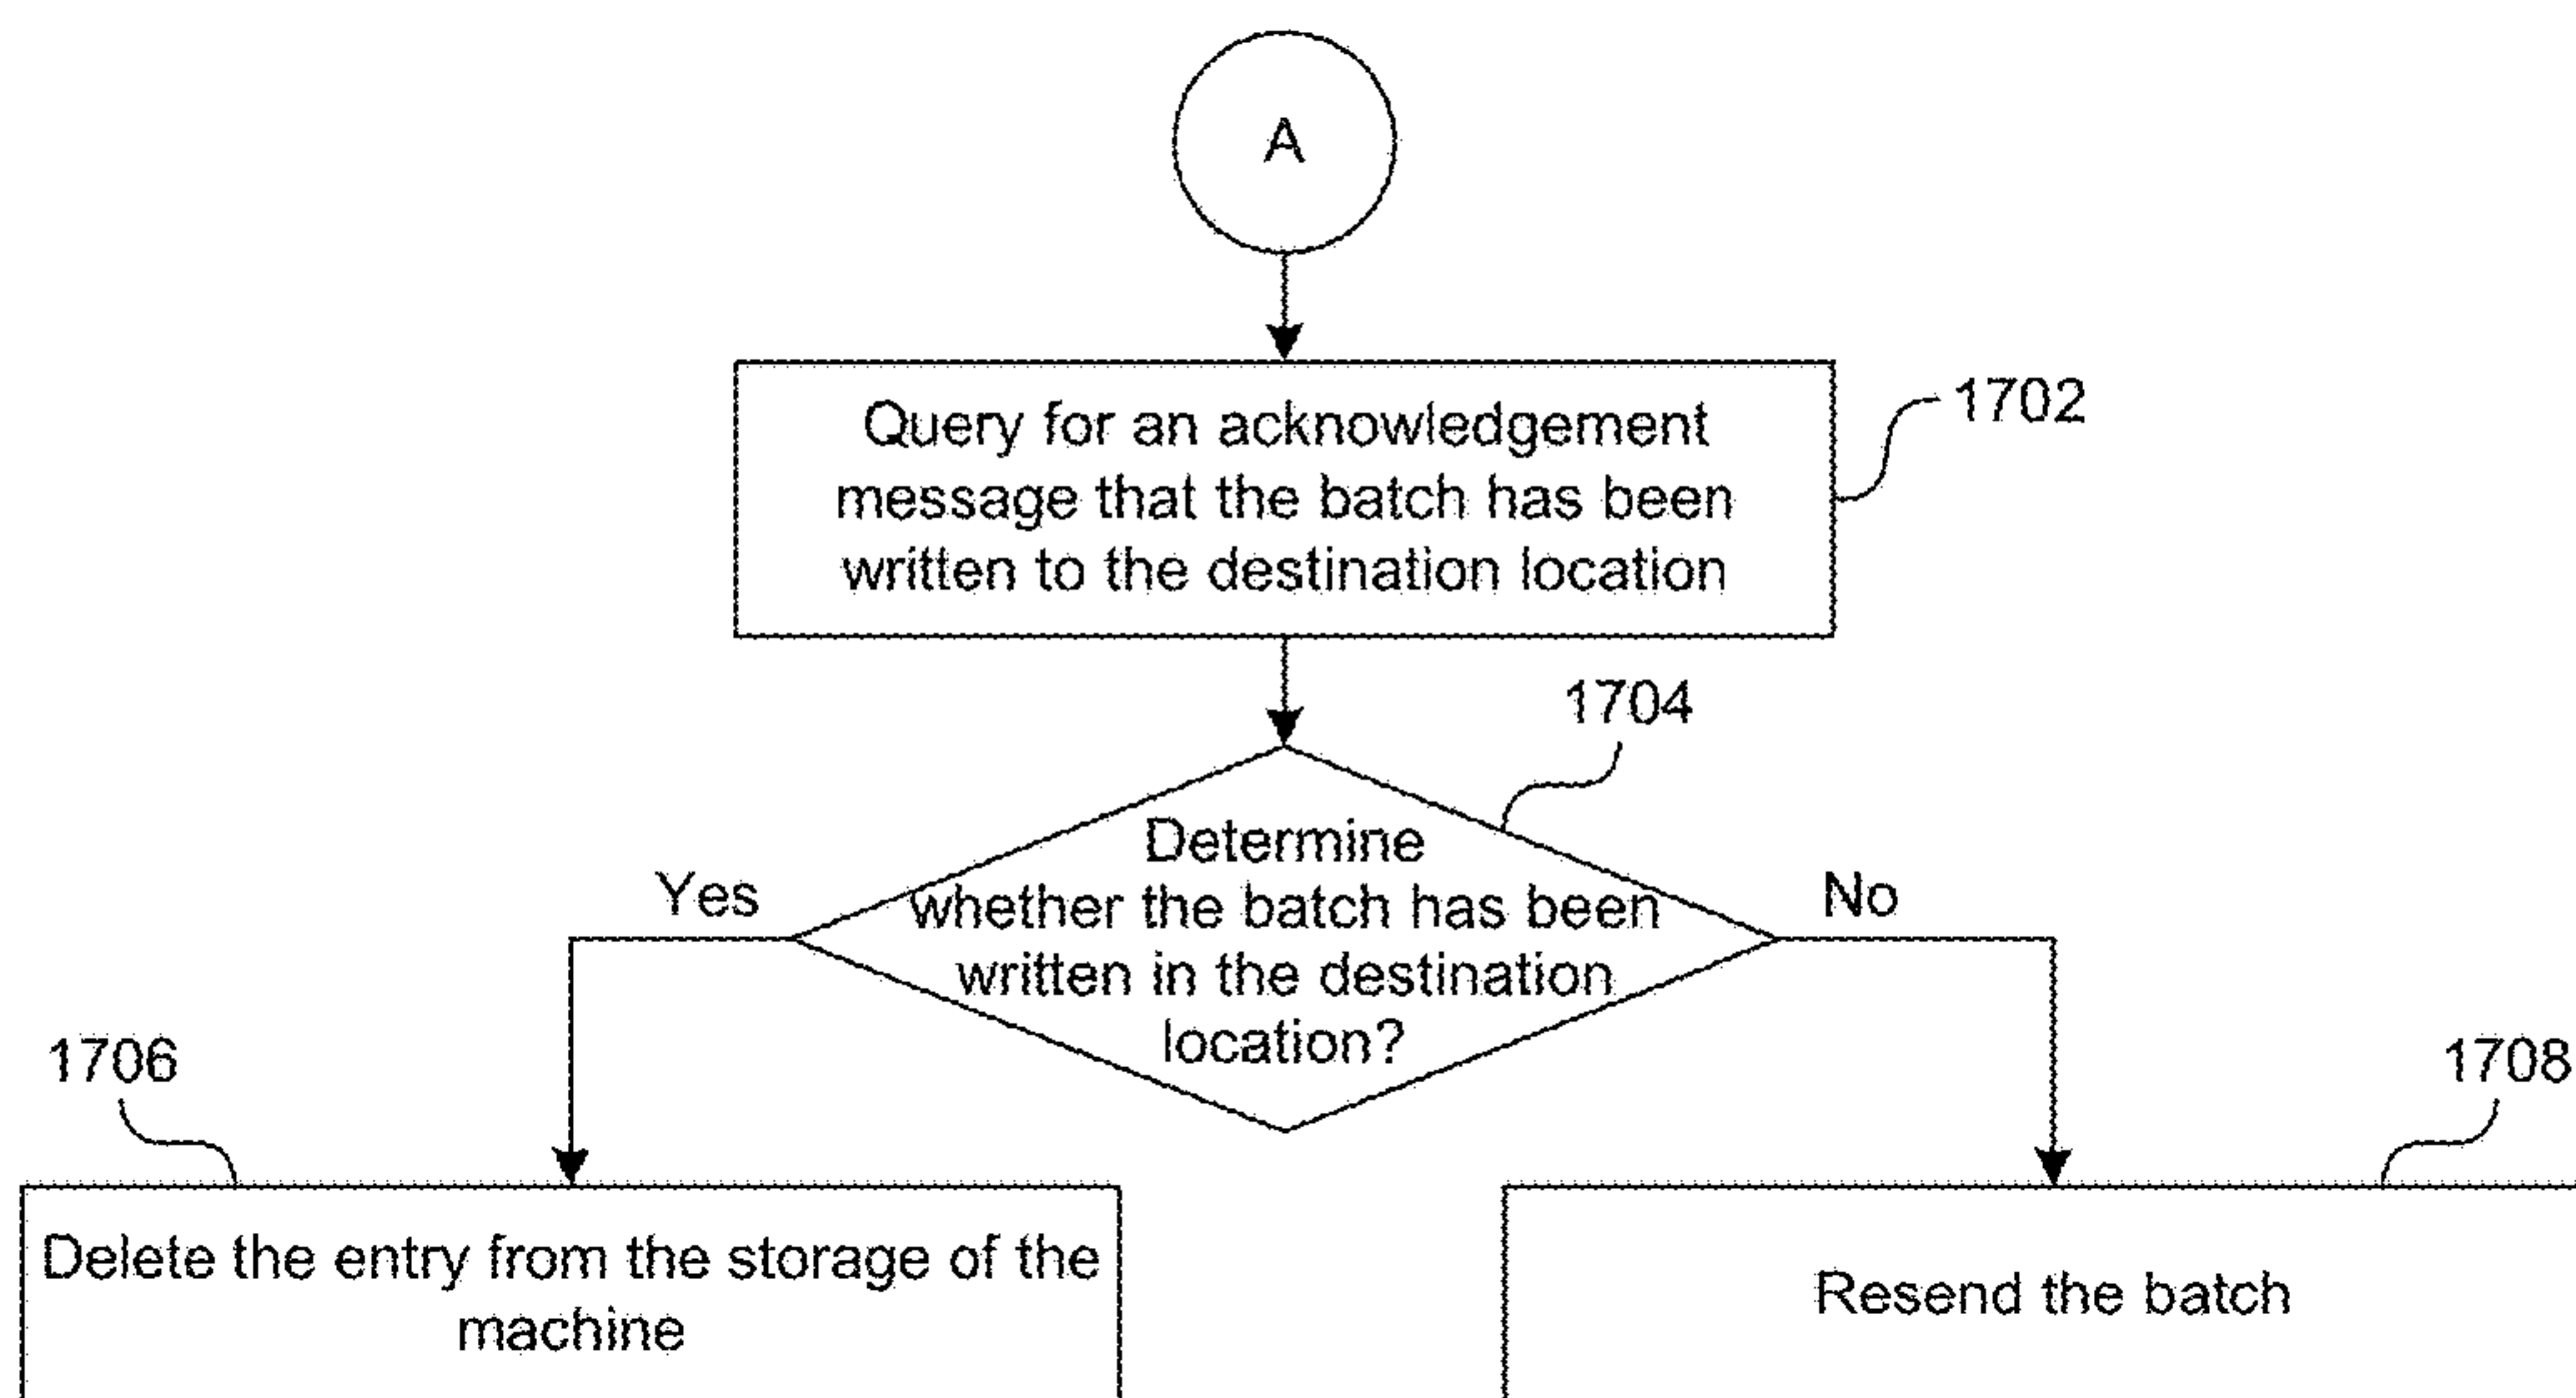 A
Query for an acknowledgement
message that the batch has been
written to the destination location
1702
1704
Determine
whether the batch has been
written in the destination
location?
Yes
No
1706
1708
Delete the entry from the storage of the
machine
Resend the batch